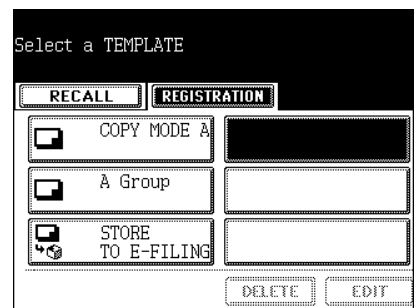 Select a TEMPLATE
RECALL REGISTRATION
COPY MODE A
A Group
STORE
TO E-FILING
DELETE EDIT